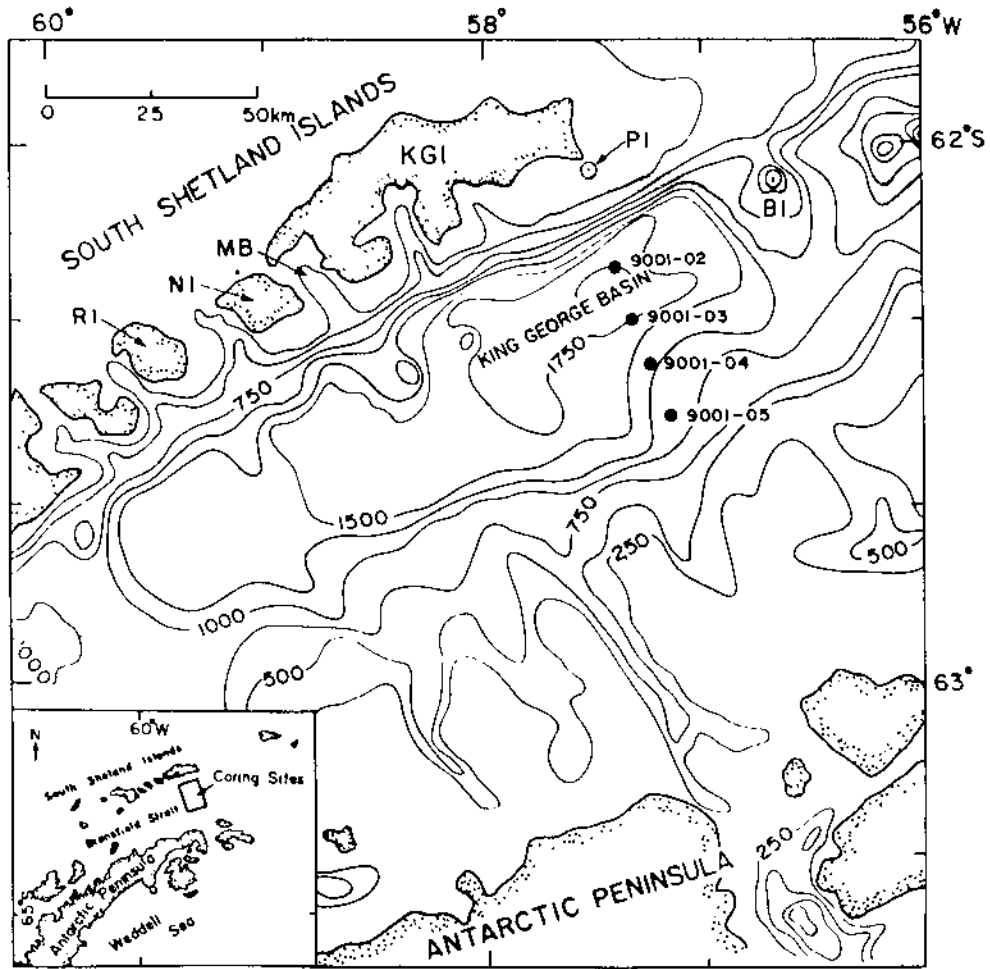 60°
58°
56°W
0 25 50km
SOUTH SHETLAND ISLANDS
KGI
PI
62°S
BI
MB
NI
RI
9001-02
KING GEORGE BASIN
9001-03
1750
9001-04
750
9001-05
1500
750
250
500
1000
500
63°
60°W
N
South Shetland Islands
Coring Sites
Bransfield Strait
65°
Antarctic Peninsula
Weddell Sea
250
ANTARCTIC PENINSULA